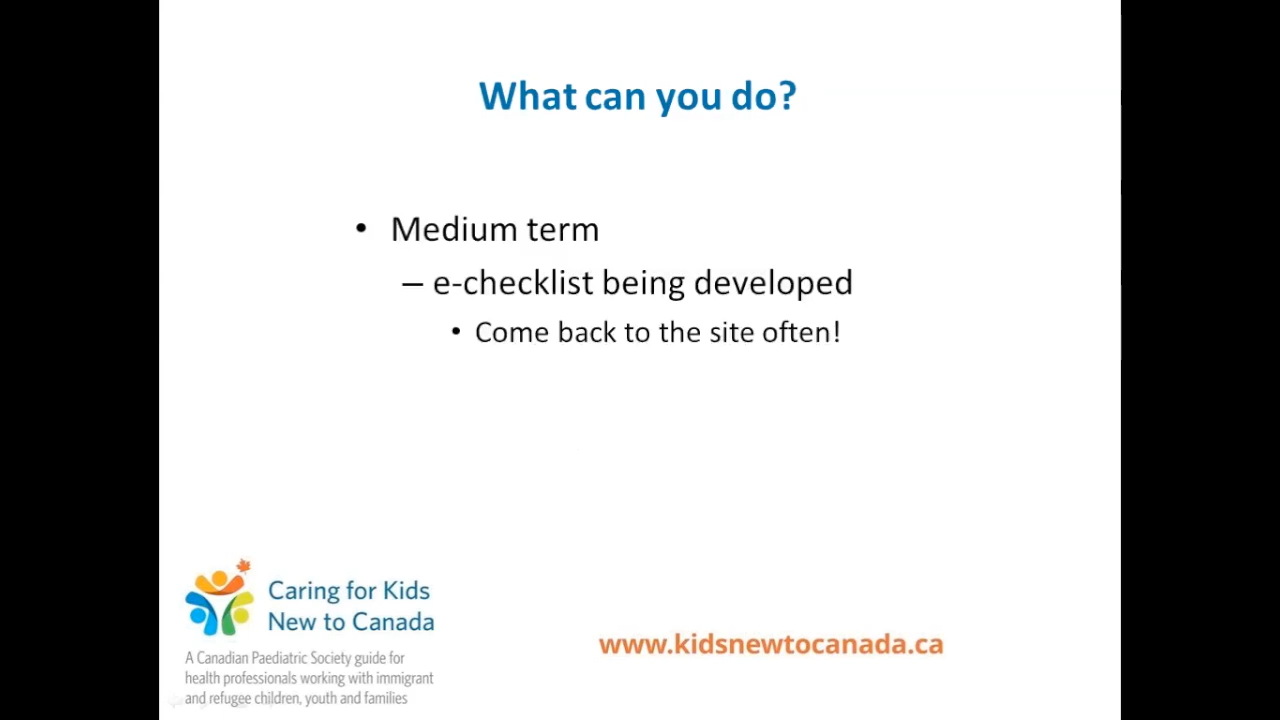 What can you do?
• Medium term
– e-checklist being developed
• Come back to the site often!
Caring for Kids
New to Canada
A Canadian Paediatric Society guide for
health professionals working with immigrant
and refugee children, youth and families
www.kidsnewtocanada.ca